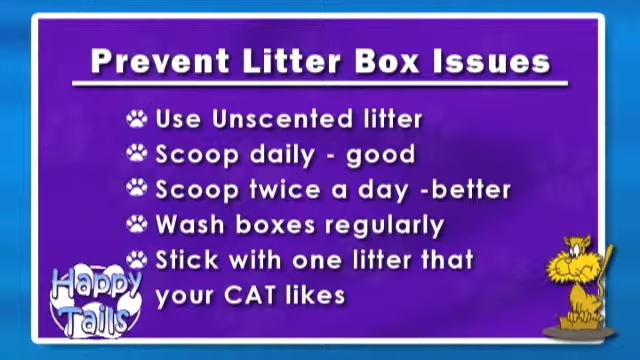 Prevent Litter Box Issues
Use Unscented litter
Scoop daily - good
Scoop twice a day -better
Wash boxes regularly
Stick with one litter that
your CAT likes
Happy
Tails